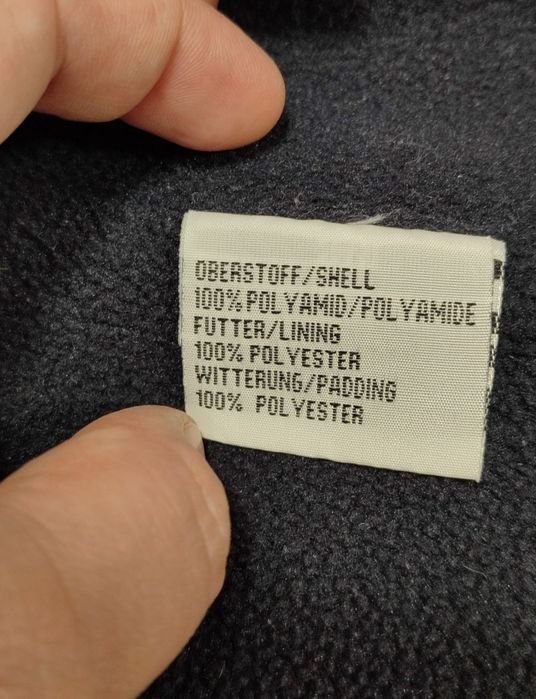 OBERSTOFF/SHELL
100% POLYAMID/POLYAMIDE
FUTTER/LINING
100% POLYESTER
WITTERUNG/PADDING
100% POLYESTER